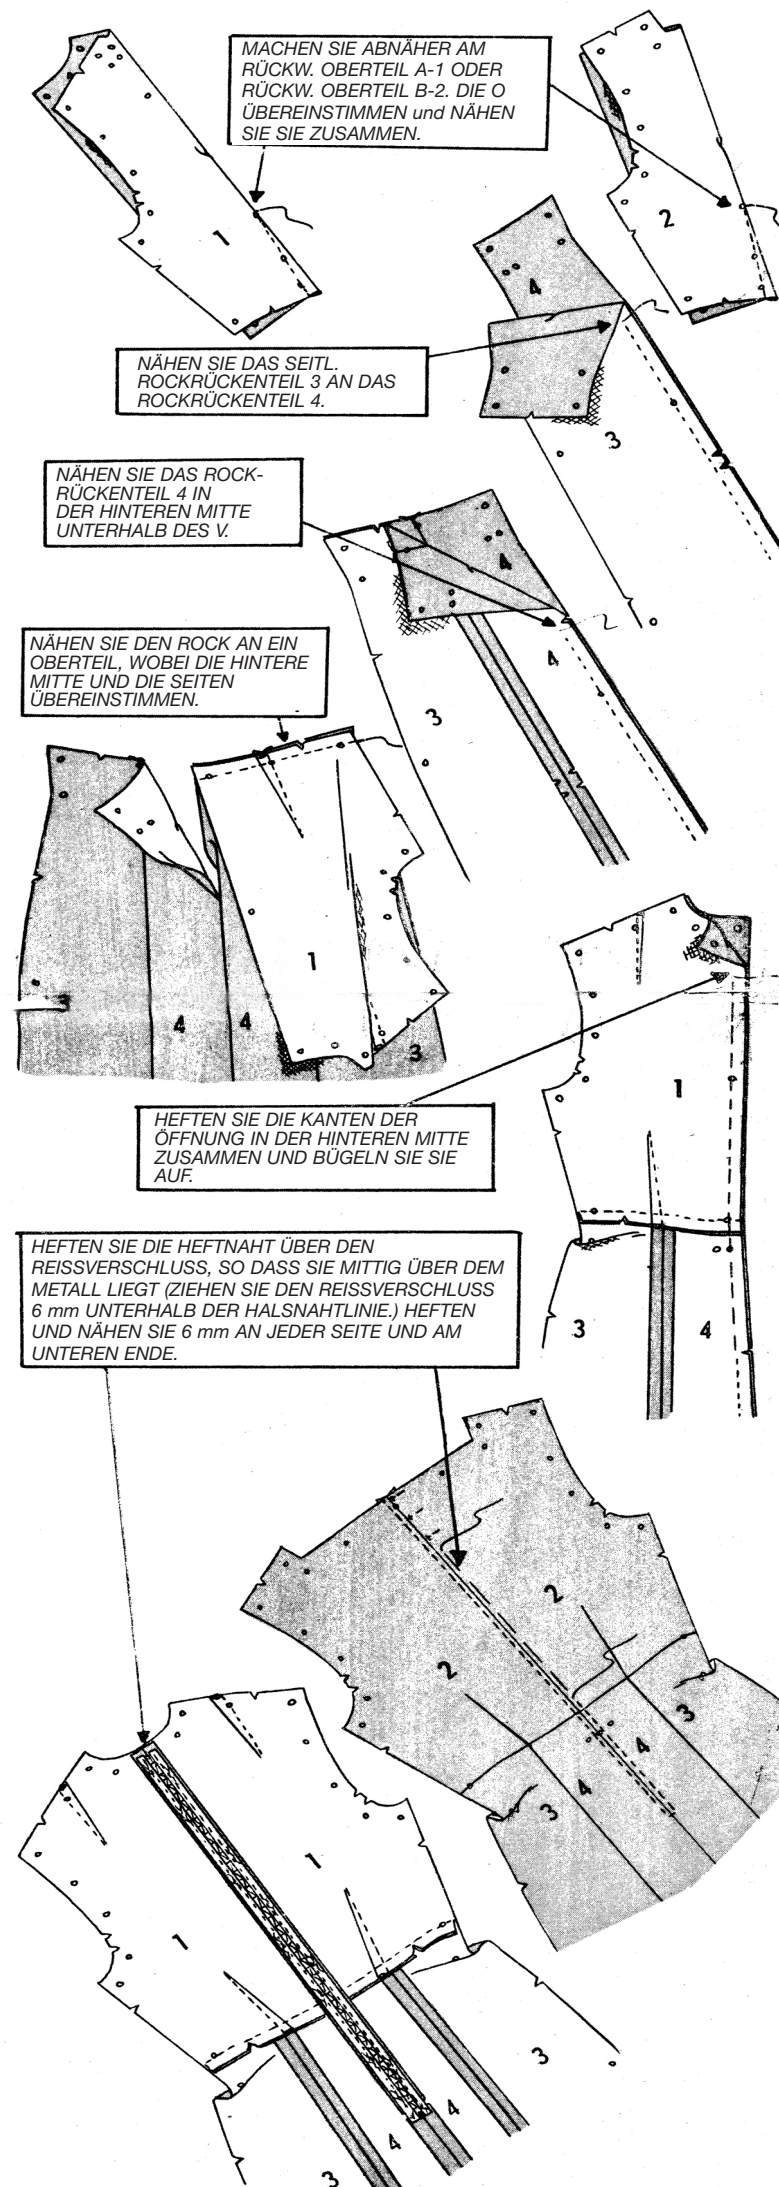 MACHEN SIE ABNÄHER AM
RÜCKW. OBERTEIL A-1 ODER
RÜCKW. OBERTEIL B-2. DIE O
ÜBEREINSTIMMEN und NÄHEN
SIE SIE ZUSAMMEN.
1
2
4
NÄHEN SIE DAS SEITL.
ROCKRÜCKENTEIL 3 AN DAS
ROCKRÜCKENTEIL 4.
3
NÄHEN SIE DAS ROCK-
RÜCKENTEIL 4 IN
DER HINTEREN MITTE
UNTERHALB DES V.
4
4
3
NÄHEN SIE DEN ROCK AN EIN
OBERTEIL, WOBEI DIE HINTERE
MITTE UND DIE SEITEN
ÜBEREINSTIMMEN.
1
4
4
3
1
HEFTEN SIE DIE KANTEN DER
ÖFFNUNG IN DER HINTEREN MITTE
ZUSAMMEN UND BÜGELN SIE SIE
AUF.
3
4
HEFTEN SIE DIE HEFTNAHT ÜBER DEN
REISSVERSCHLUSS, SO DASS SIE MITTIG ÜBER DEM
METALL LIEGT (ZIEHEN SIE DEN REISSVERSCHLUSS
6 mm UNTERHALB DER HALSNAHTLINIE.) HEFTEN
UND NÄHEN SIE 6 mm AN JEDER SEITE UND AM
UNTEREN ENDE.
2
2
3
4
4
3
1
1
3
4
4
3